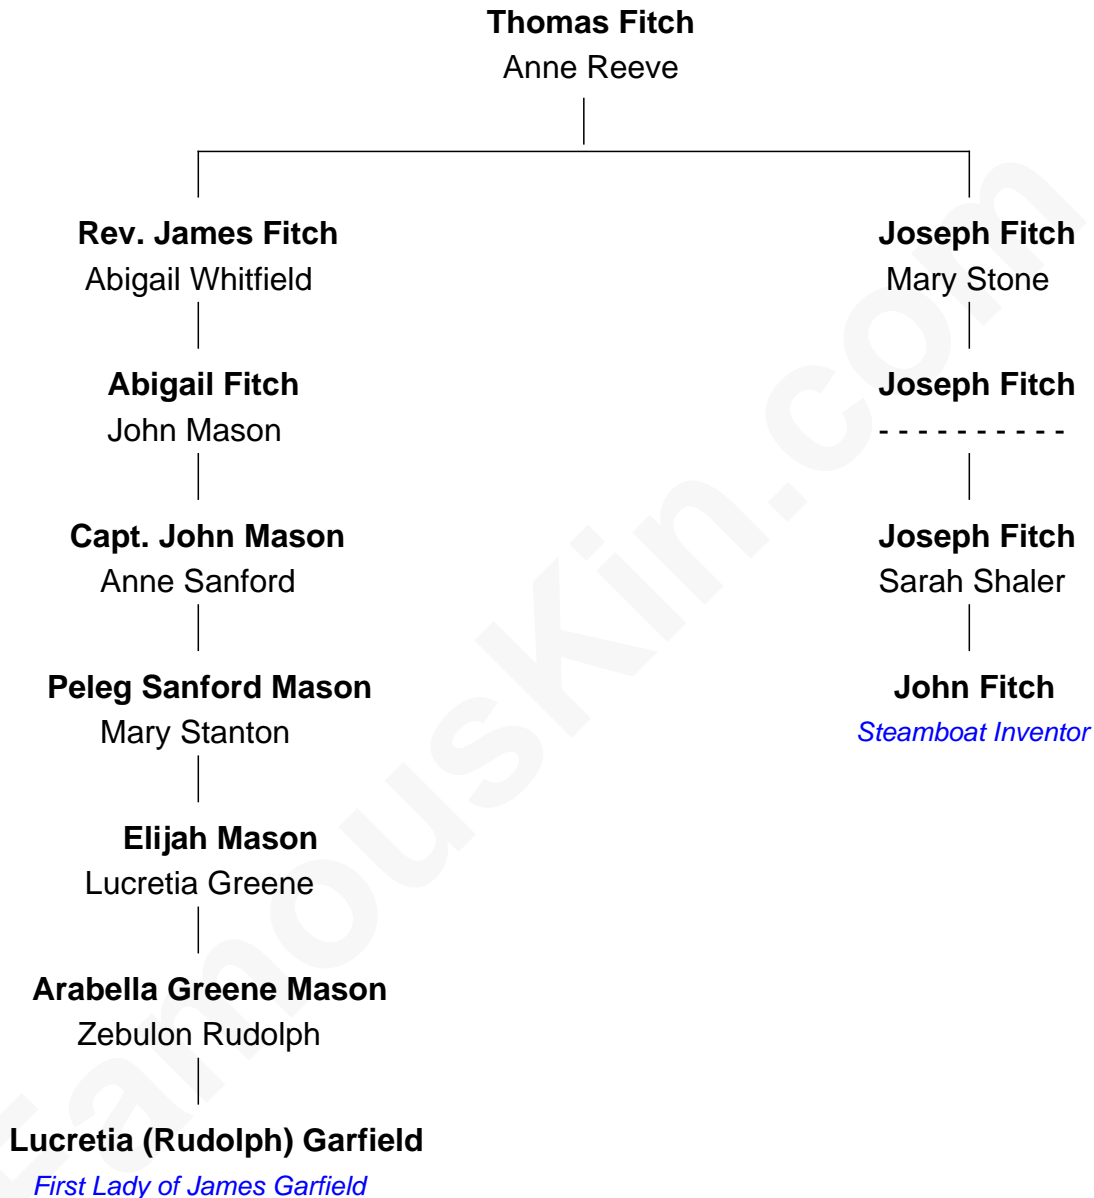 Thomas Fitch
Anne Reeve
Rev. James Fitch
Abigail Whitfield
Joseph Fitch
Mary Stone
Abigail Fitch
John Mason
Joseph Fitch
- - - - - - - - - -
Capt. John Mason
Anne Sanford
Joseph Fitch
Sarah Shaler
Peleg Sanford Mason
Mary Stanton
John Fitch
Steamboat Inventor
Elijah Mason
Lucretia Greene
Arabella Greene Mason
Zebulon Rudolph
Lucretia (Rudolph) Garfield
First Lady of James Garfield
FamousKin.com